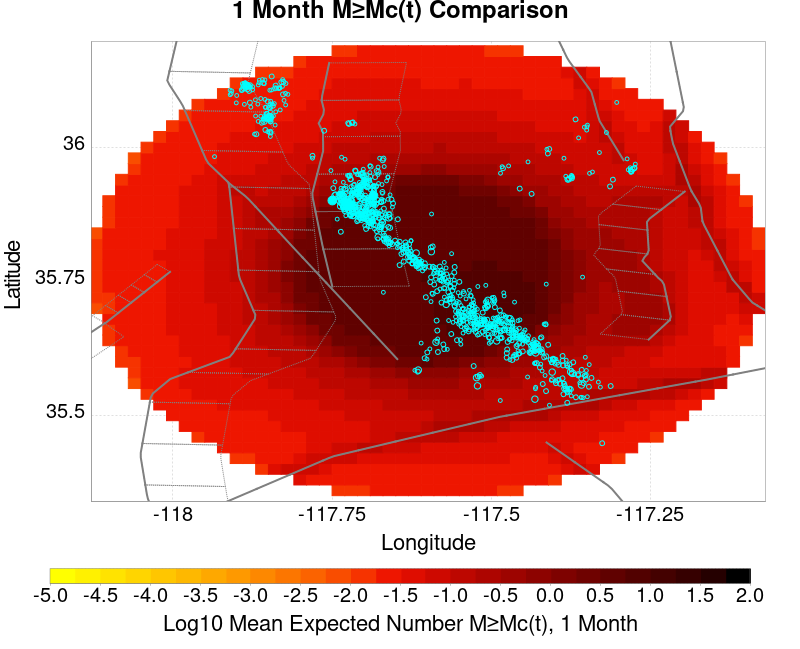 1 Month M≥Mc(t) Comparison
36
35.75
35.5
Latitude
-118 -117.75 -117.5 -117.25
Longitude
-5.0 -4.5 -4.0 -3.5 -3.0 -2.5 -2.0 -1.5 -1.0 -0.5 0.0 0.5 1.0 1.5 2.0
Log10 Mean Expected Number M≥Mc(t), 1 Month